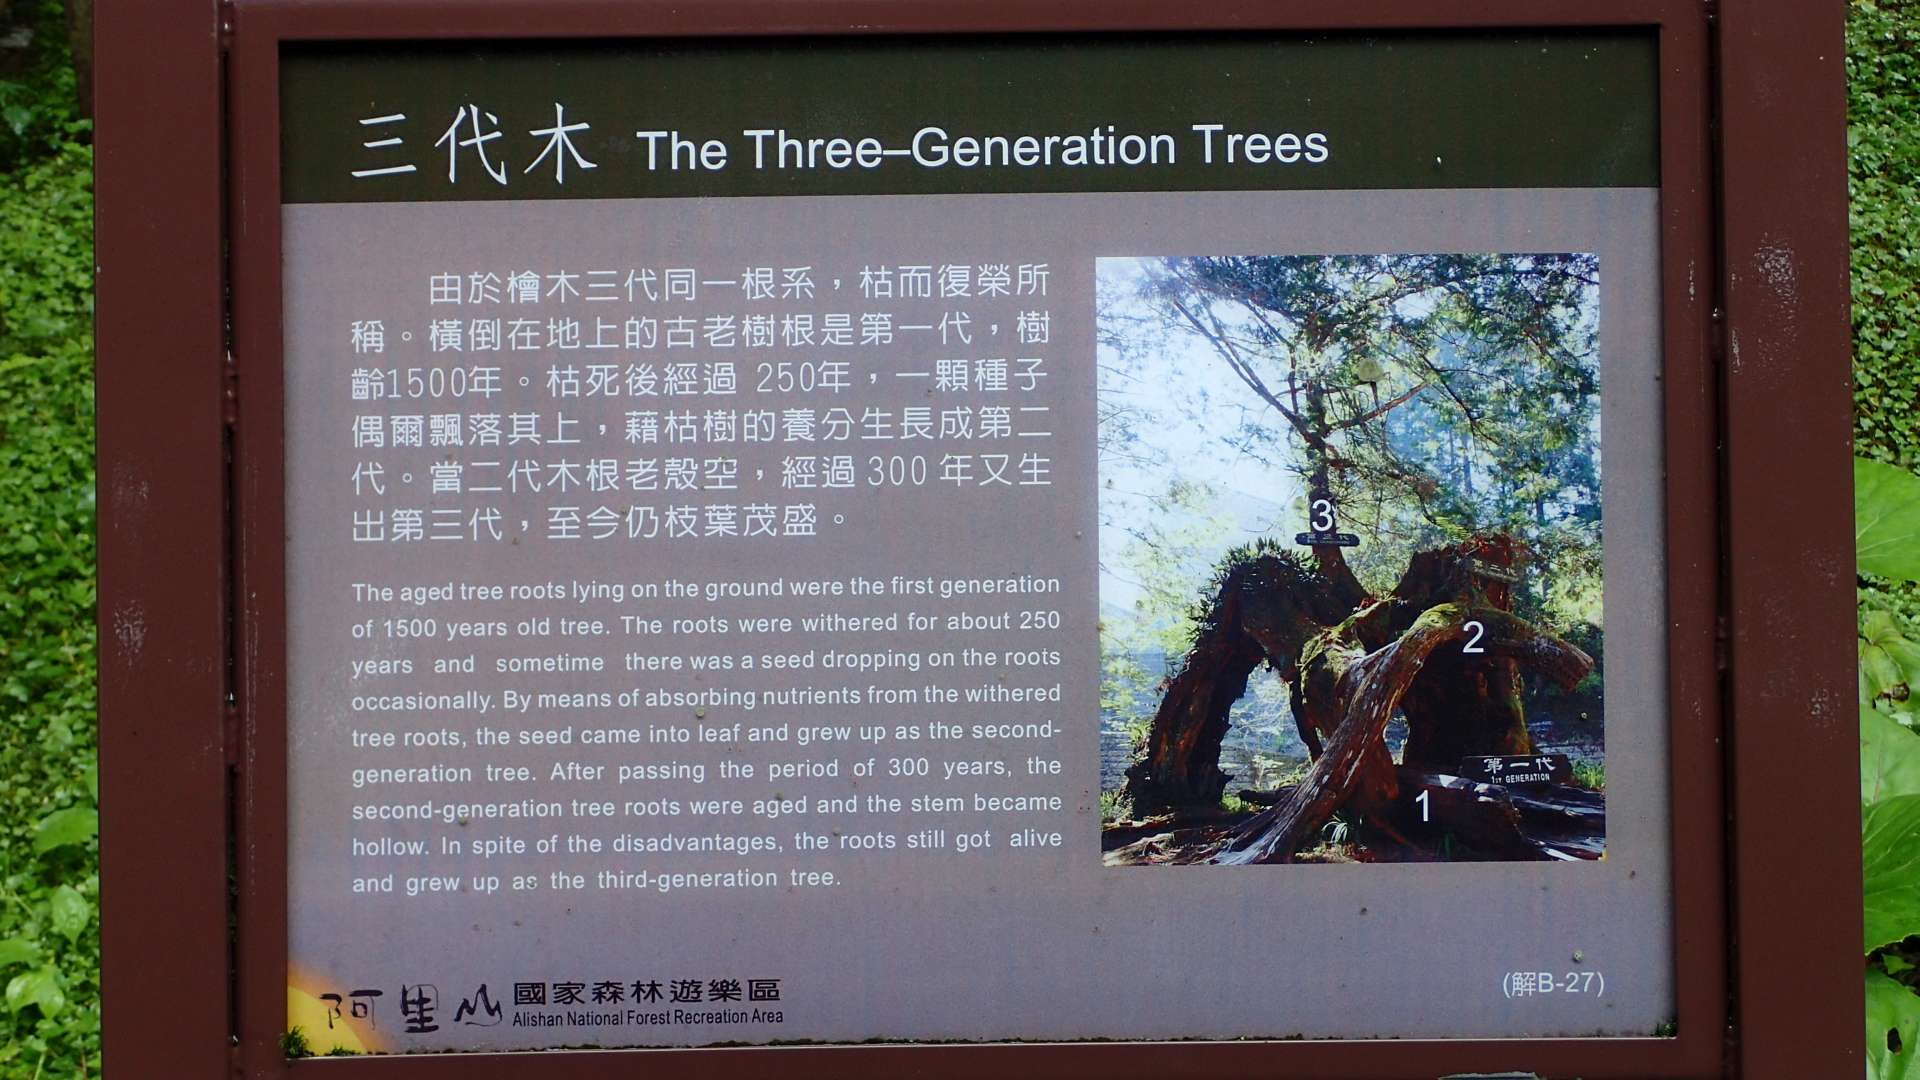 三代木 The Three–Generation Trees
由於檜木三代同一根系，枯而復榮所
稱。橫倒在地上的古老樹根是第一代，樹
齡1500年。枯死後經過 250年，一顆種子
偶爾飄落其上，藉枯樹的養分生長成第二
代。當二代木根老殼空，經過 300 年又生
出第三代，至今仍枝葉茂盛。
The aged tree roots lying on the ground were the first generation
of 1500 years old tree. The roots were withered for about 250
years and sometime there was a seed dropping on the roots
occasionally. By means of absorbing nutrients from the withered
tree roots, the seed came into leaf and grew up as the second-
generation tree. After passing the period of 300 years, the
second-generation tree roots were aged and the stem became
hollow. In spite of the disadvantages, the roots still got alive
and grew up as the third-generation tree.
3
第三代
第二代
2
第一代
1ST GENERATION
1
阿里山 國家森林遊樂區
Alishan National Forest Recreation Area
(解B-27)